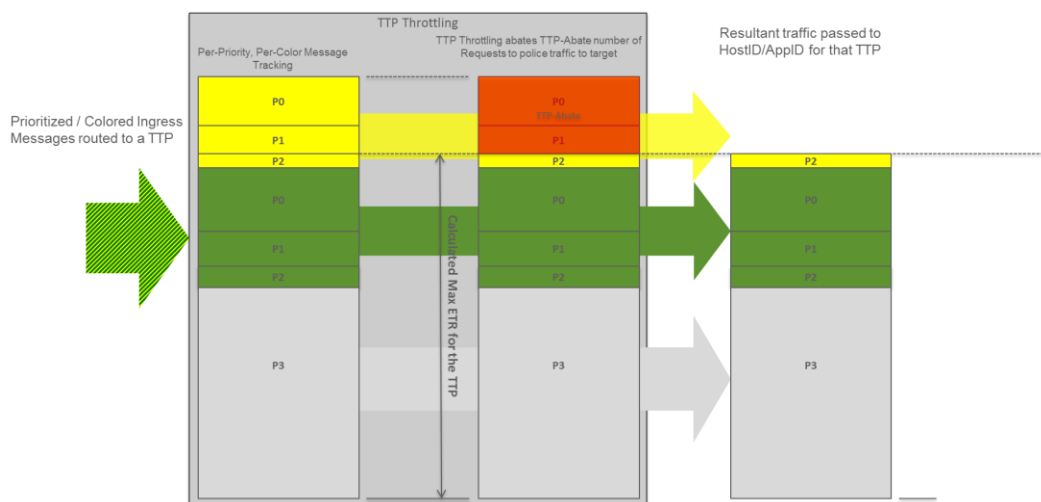 TTP Throttling
Per-Priority, Per-Color Message
Tracking
TTP Throttling abates TTP-Abate number of
Requests to police traffic to target
Resultant traffic passed to
HostID/AppID for that TTP
Prioritized / Colored Ingress
Messages routed to a TTP
P0
P1
P2
P0
P1
P2
P3
Calculated Max ETR for the TTP
P0
TTP-Abate
P1
P2
P0
P1
P2
P3
P2
P0
P1
P2
P3